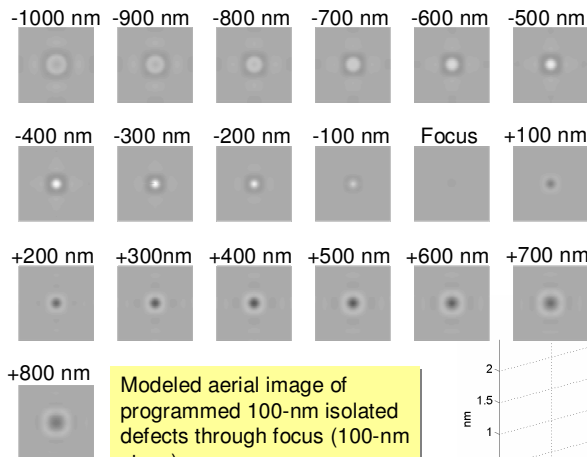 -1000 nm -900 nm -800 nm -700 nm -600 nm -500 nm
-400 nm -300 nm -200 nm -100 nm Focus +100 nm
+200 nm +300nm +400 nm +500 nm +600 nm +700 nm
+800 nm
Modeled aerial image of
programmed 100-nm isolated
defects through focus (100-nm
2
1.5
1
nm